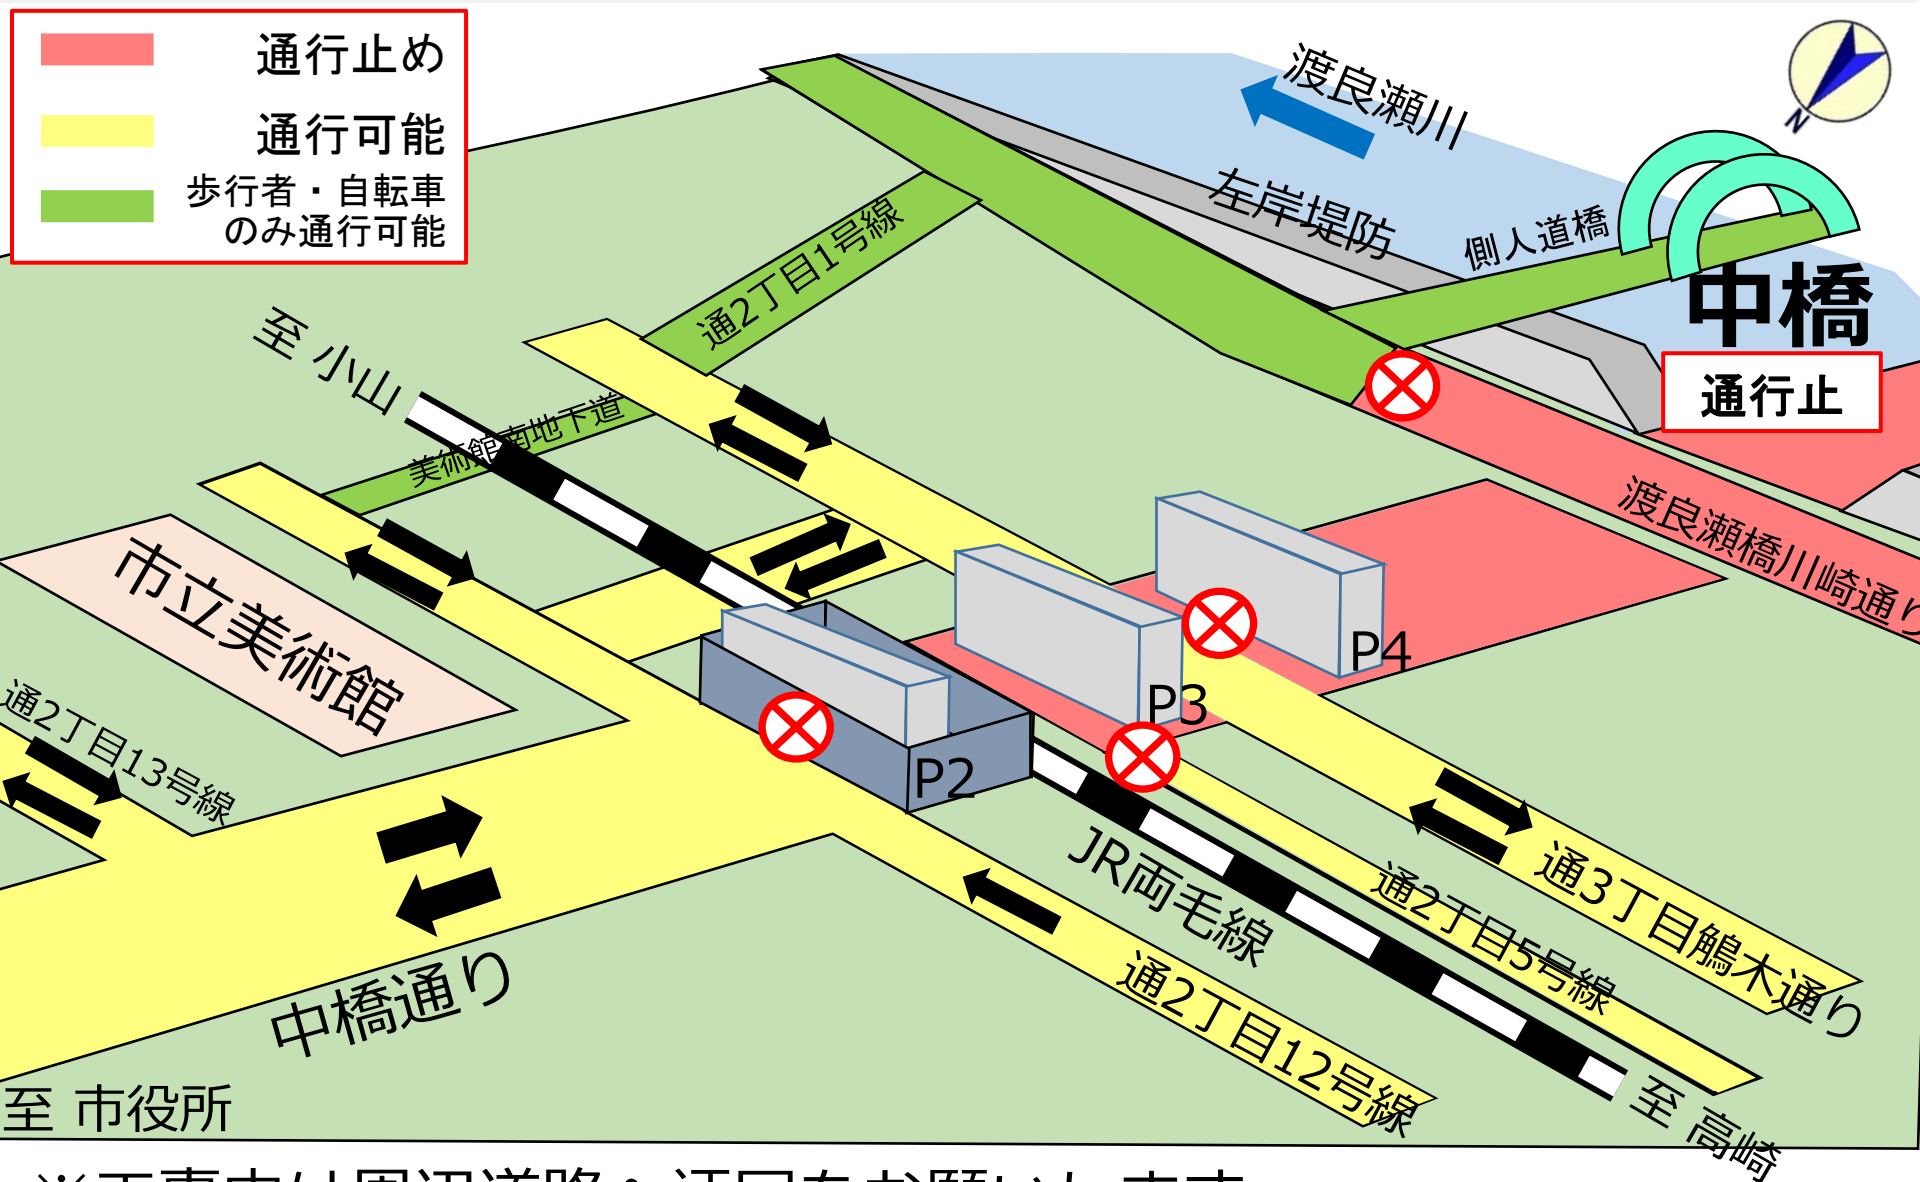 通行止め
通行可能
歩行者・自転車
のみ通行可能
渡良瀬川
N
左岸堤防
側人道橋
中橋
通行止
通2丁目1号線
至 小山
美術館南地下道
市立美術館
渡良瀬橋川崎通り
P4
P3
P2
通2丁目13号線
JR両毛線
通2丁目5号線
通3丁目鵤木通り
中橋通り
通2丁目12号線
至 市役所
至 高崎